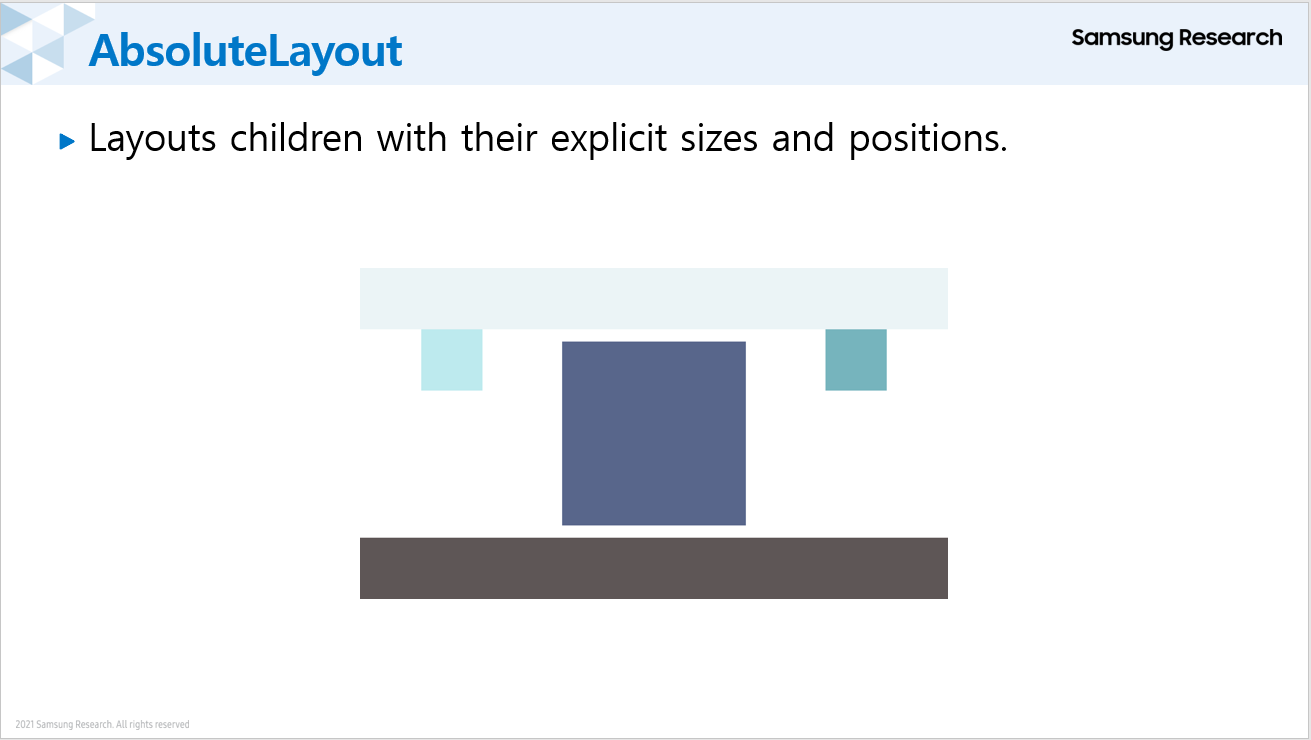 AbsoluteLayout
Samsung Research
Layouts children with their explicit sizes and positions.
2021 Samsung Research. All rights reserved